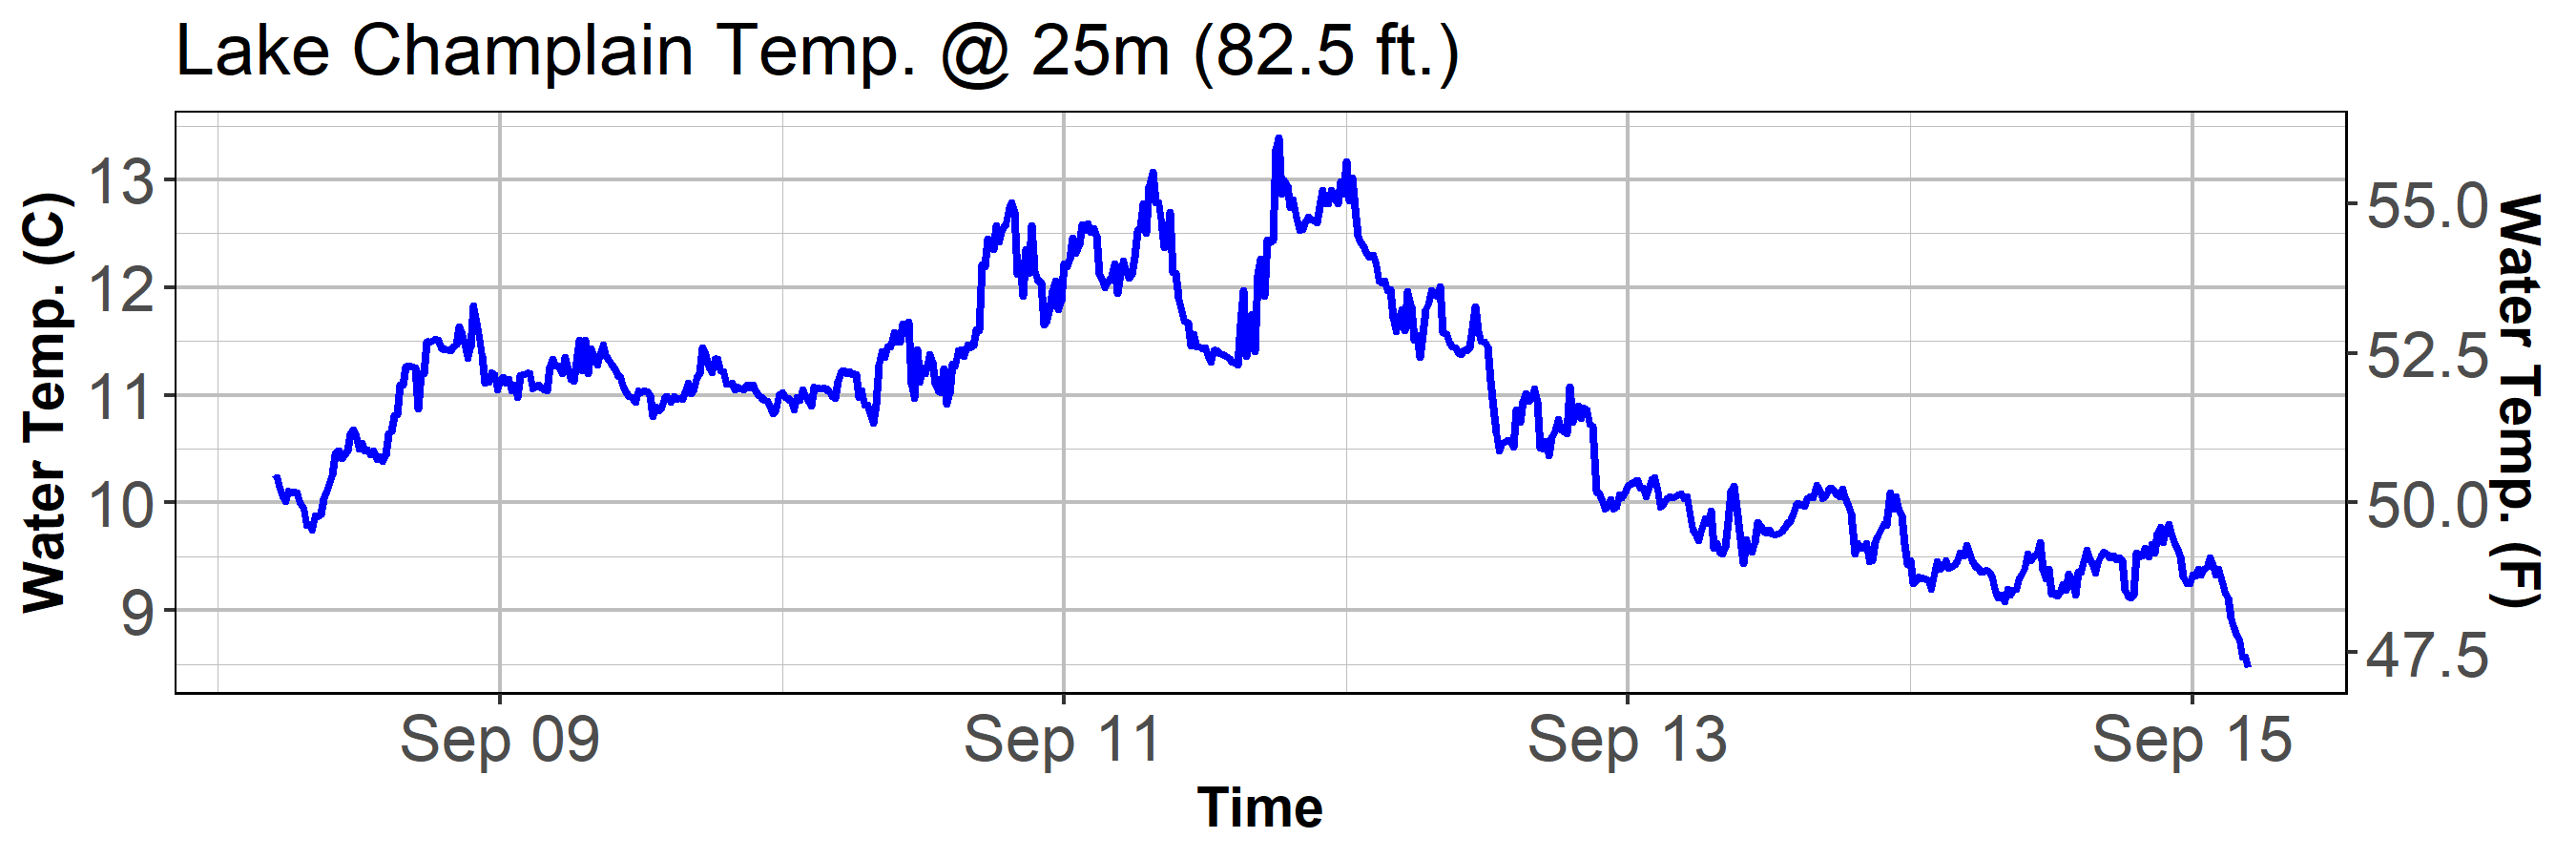 Lake Champlain Temp. @ 25m (82.5 ft.)
Water Temp. (C)
13
12
11
10
9
55.0
52.5
50.0
47.5
Water Temp. (F)
Sep 09 Sep 11 Sep 13 Sep 15
Time